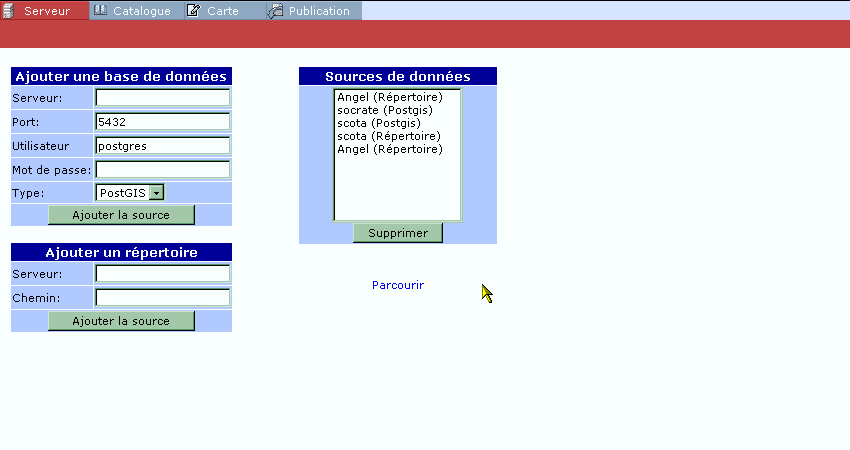 Serveur Catalogue Carte Publication
Ajouter une base de données
Serveur:
Port: 5432
Utilisateur postgres
Mot de passe:
Type: PostGIS
Ajouter la source
Ajouter un répertoire
Serveur:
Chemin:
Ajouter la source
Sources de données
Angel (Répertoire)
socrate (Postgis)
scota (Postgis)
scota (Répertoire)
Angel (Répertoire)
Supprimer
Parcourir